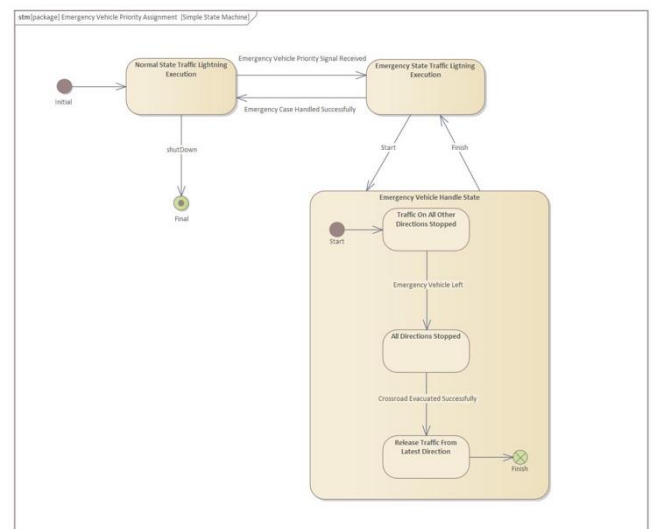 stm [package] Emergency Vehicle Priority Assignment [Simple State Machine]
Normal State Traffic Lightning
Execution
Emergency Vehicle Priority Signal Received
Emergency State Traffic Ligtning
Execution
Initial
Emergency Case Handled Successfully
shutDown
Start
Finish
Final
Emergency Vehicle Handle State
Traffic On All Other
Directions Stopped
Start
Emergency Vehicle Left
All Directions Stopped
Crossroad Evacuated Successfully
Release Traffic From
Latest Direction
Finish